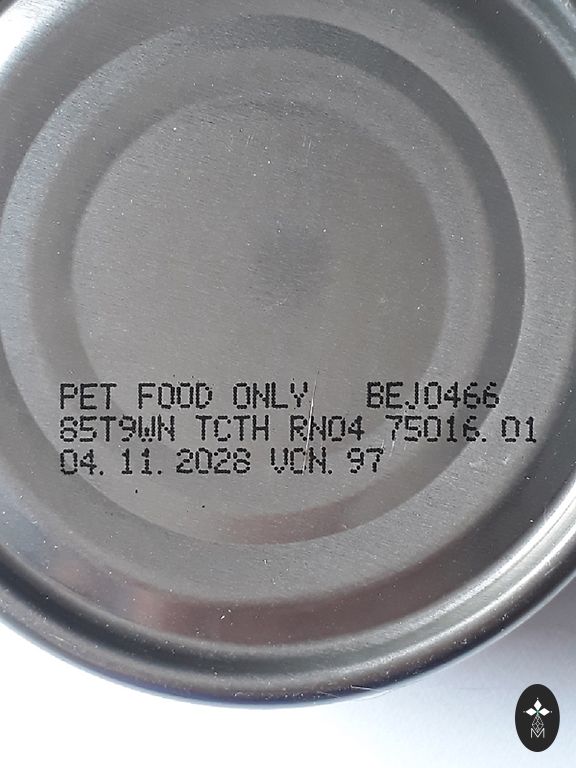 PET FOOD ONLY BEJ0466
85T9WN TCTH RN04 75016.01
04.11.2028 VCN.97